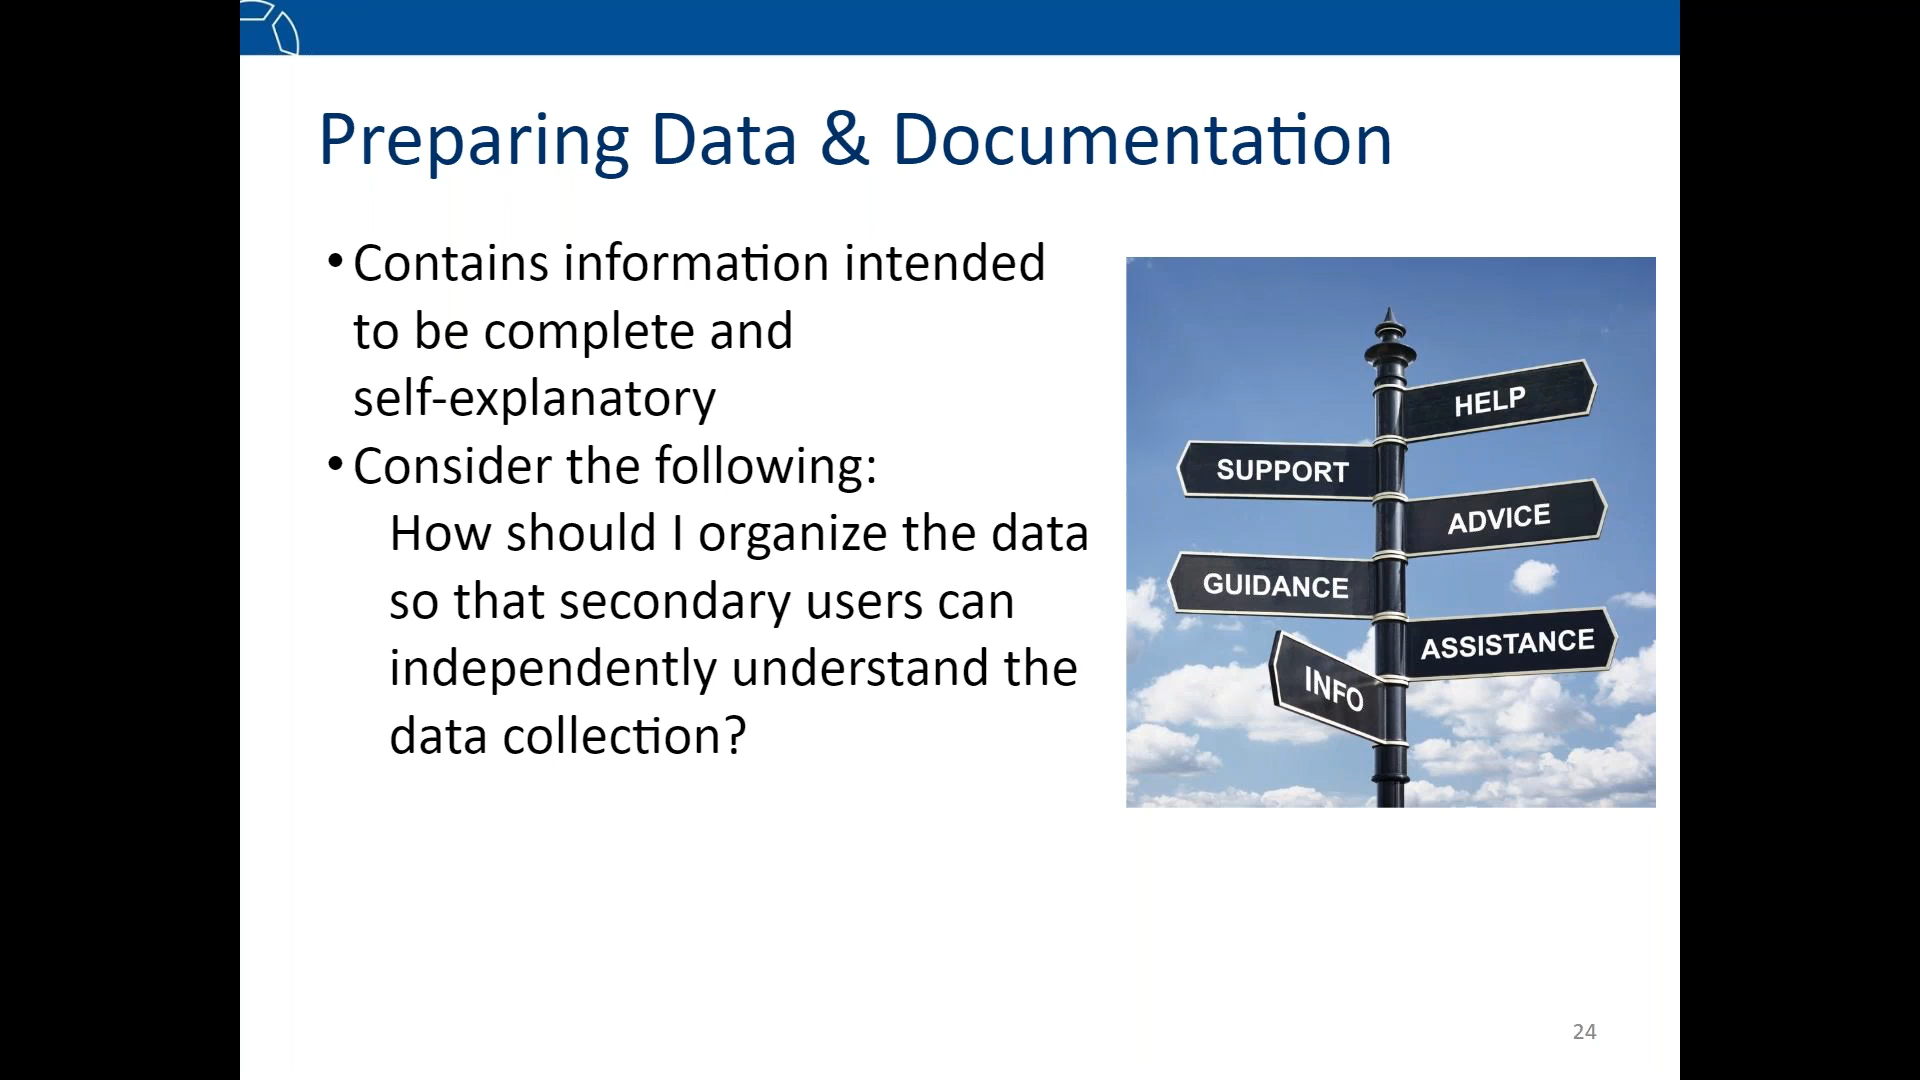 Preparing Data & Documentation
• Contains information intended
to be complete and
self-explanatory
• Consider the following:
How should I organize the data
so that secondary users can
independently understand the
data collection?
HELP
SUPPORT
ADVICE
GUIDANCE
ASSISTANCE
INFO
24